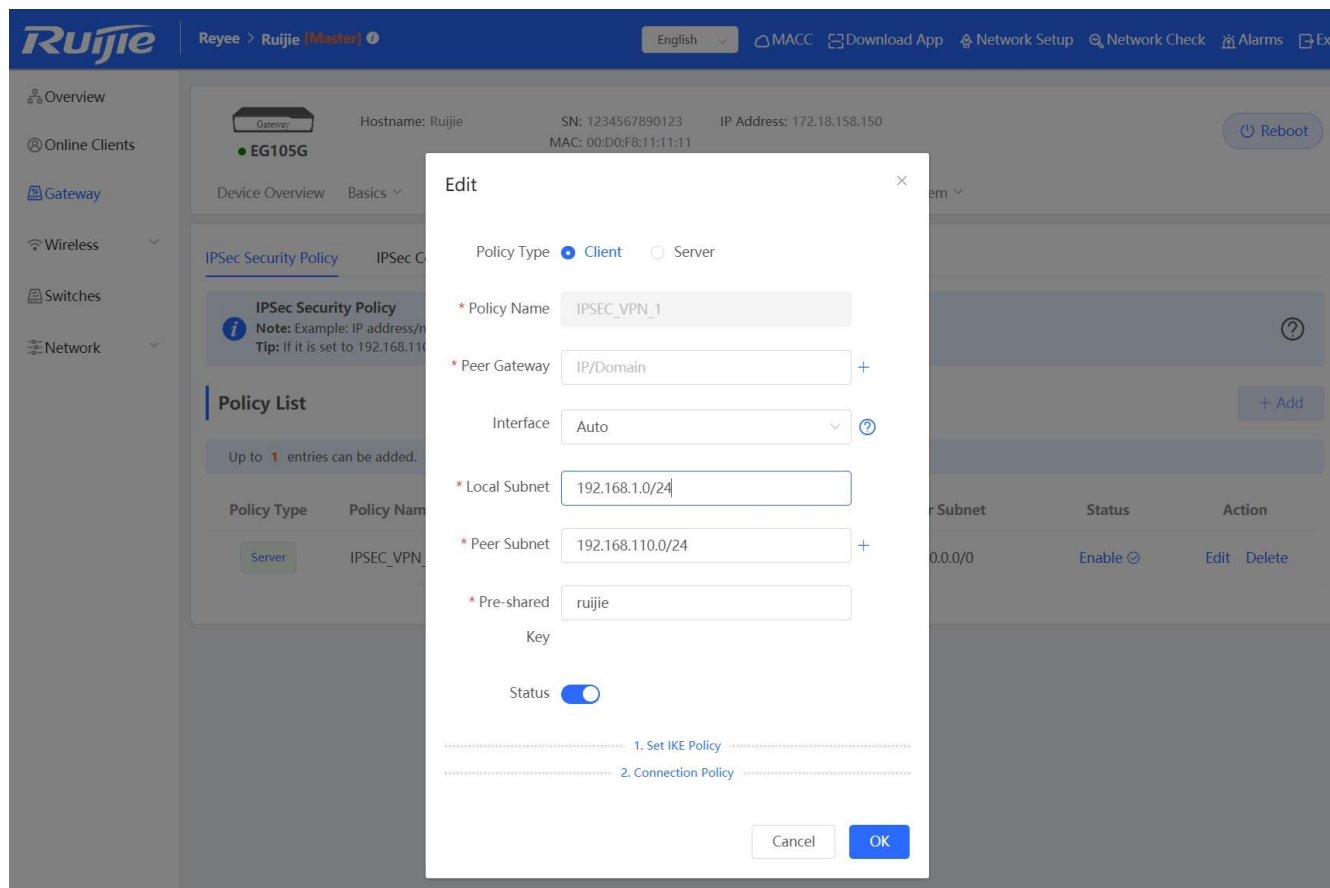 Ruijie
Reyee > Ruijie [Master]
English
MACC
Download App
Network Setup
Network Check
Alarms
Ex
Overview
Online Clients
Gateway
Wireless
Switches
Network
Gateway
EG105G
Hostname: Ruijie
SN: 1234567890123
IP Address: 172.18.158.150
MAC: 00:D0:F8:11:11:11
Reboot
Device Overview
Basics
em
IPSec Security Policy
IPSec C
IPSec Security Policy
Note: Example: IP address/n
Tip: If it is set to 192.168.110
Policy List
+ Add
Up to 1 entries can be added.
Policy Type
Policy Nam
r Subnet
Status
Action
Server
IPSEC_VPN_
0.0.0/0
Enable
Edit
Delete
Edit
Policy Type
Client
Server
* Policy Name
IPSEC_VPN_1
* Peer Gateway
IP/Domain
+
Interface
Auto
* Local Subnet
192.168.1.0/24
* Peer Subnet
192.168.110.0/24
+
* Pre-shared
Key
ruijie
Status
1. Set IKE Policy
2. Connection Policy
Cancel
OK